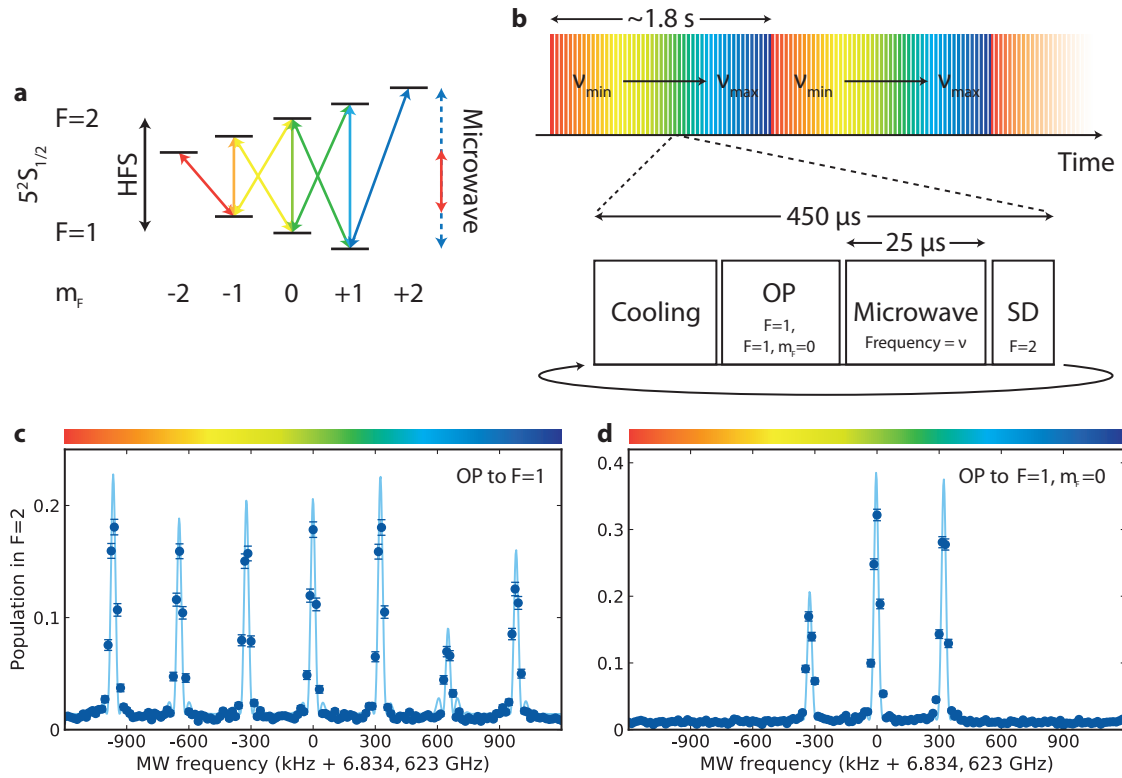 a
F=2
F=1
5²S₁/₂
HFS
Microwave
mF -2 -1 0 +1 +2
b
~1.8 s
νmin νmax νmin νmax
Time
450 µs
25 µs
Cooling
OP
F=1,
F=1, mF=0
Microwave
Frequency = ν
SD
F=2
c
OP to F=1
Population in F=2
0.2
0.1
0
-900 -600 -300 0 300 600 900
MW frequency (kHz + 6.834, 623 GHz)
d
OP to F=1, mF=0
0.4
0.3
0.2
0.1
0
-900 -600 -300 0 300 600 900
MW frequency (kHz + 6.834, 623 GHz)